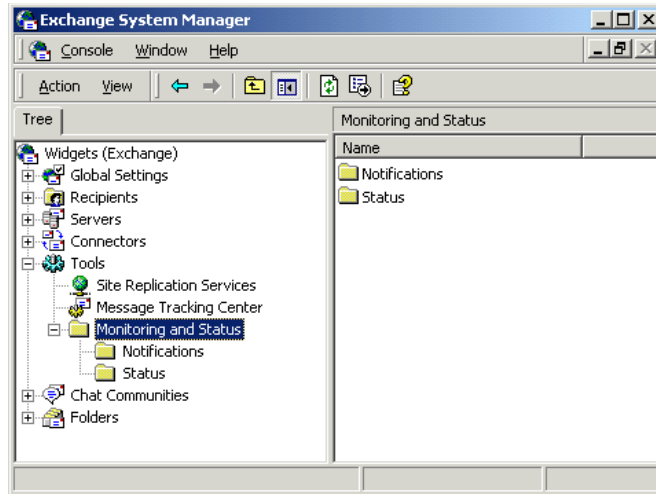 Exchange System Manager
Console Window Help
Action View
Tree
Monitoring and Status
Widgets (Exchange)
Global Settings
Recipients
Servers
Connectors
Tools
Site Replication Services
Message Tracking Center
Monitoring and Status
Notifications
Status
Chat Communities
Folders
Name
Notifications
Status